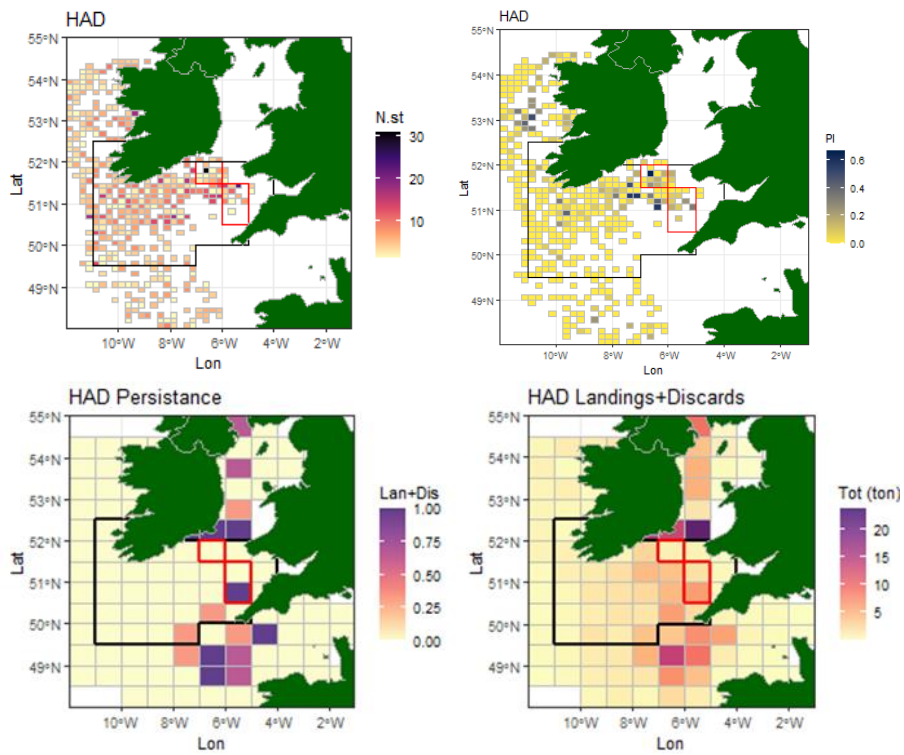 HAD
55°N
54°N
53°N
52°N
51°N
50°N
49°N
Lat
10°W
8°W
6°W
4°W
2°W
Lon
N.st
30
20
10
HAD
55°N
54°N
53°N
52°N
51°N
50°N
49°N
Lat
10°W
8°W
6°W
4°W
2°W
Lon
PI
0.6
0.4
0.2
0.0
HAD Persistance
55°N
54°N
53°N
52°N
51°N
50°N
49°N
Lat
10°W
8°W
6°W
4°W
2°W
Lon
Lan+Dis
1.00
0.75
0.50
0.25
0.00
HAD Landings+Discards
55°N
54°N
53°N
52°N
51°N
50°N
49°N
Lat
10°W
8°W
6°W
4°W
2°W
Lon
Tot (ton)
20
15
10
5